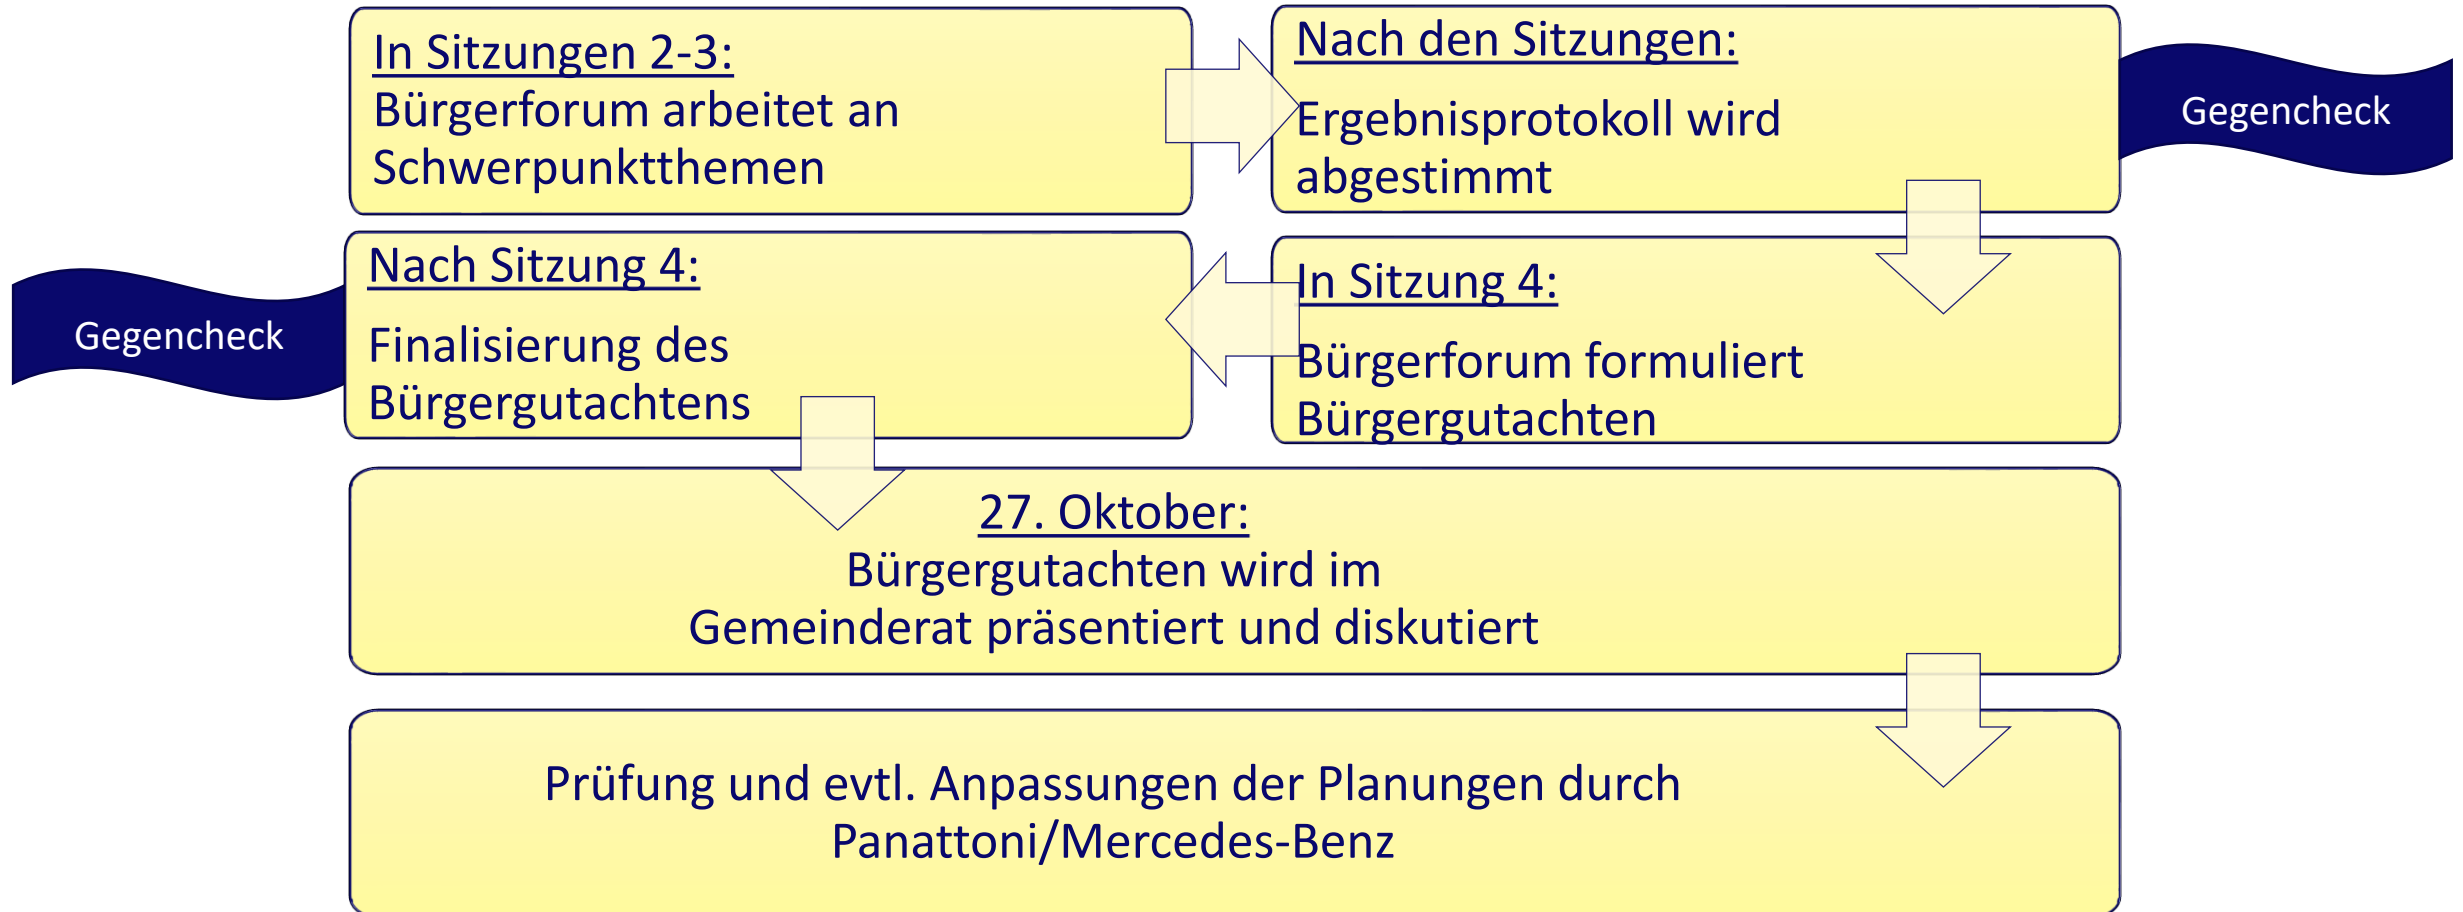 In Sitzungen 2-3:
Bürgerforum arbeitet an
Schwerpunktthemen
Nach den Sitzungen:
Ergebnisprotokoll wird
abgestimmt
Gegencheck
In Sitzung 4:
Bürgerforum formuliert
Bürgergutachten
Nach Sitzung 4:
Finalisierung des
Bürgergutachtens
Gegencheck
27. Oktober:
Bürgergutachten wird im
Gemeinderat präsentiert und diskutiert
Prüfung und evtl. Anpassungen der Planungen durch
Panattoni/Mercedes-Benz